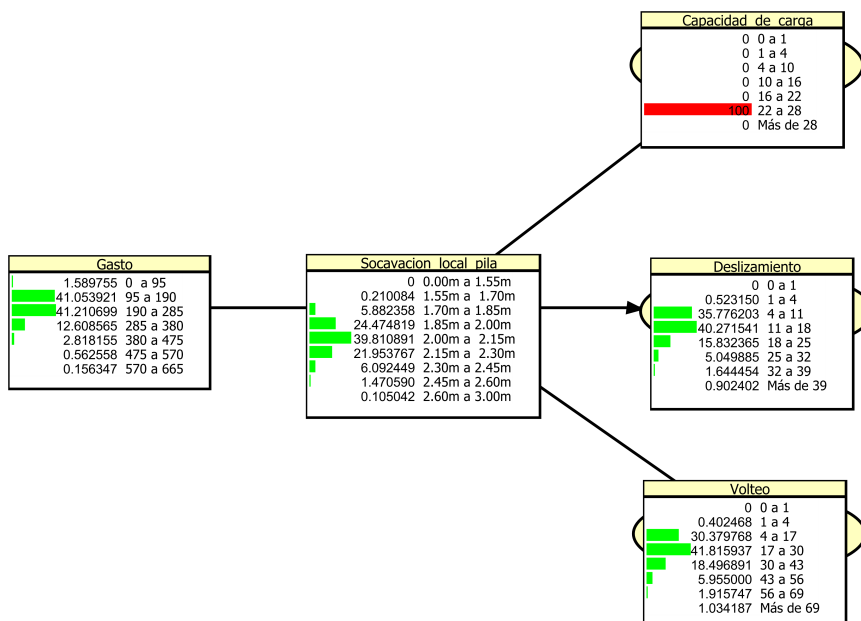 Capacidad de carga
0 0 a 1
0 1 a 4
0 4 a 10
0 10 a 16
0 16 a 22
100 22 a 28
0 Más de 28
Gasto
1.589755 0 a 95
41.053921 95 a 190
41.210699 190 a 285
12.608565 285 a 380
2.818155 380 a 475
0.562558 475 a 570
0.156347 570 a 665
Socavacion local pila
0 0.00m a 1.55m
0.210084 1.55m a 1.70m
5.882358 1.70m a 1.85m
24.474819 1.85m a 2.00m
39.810891 2.00m a 2.15m
21.953767 2.15m a 2.30m
6.092449 2.30m a 2.45m
1.470590 2.45m a 2.60m
0.105042 2.60m a 3.00m
Deslizamiento
0 0 a 1
0.523150 1 a 4
35.776203 4 a 11
40.271541 11 a 18
15.832365 18 a 25
5.049885 25 a 32
1.644454 32 a 39
0.902402 Más de 39
Volteo
0 0 a 1
0.402468 1 a 4
30.379768 4 a 17
41.815937 17 a 30
18.496891 30 a 43
5.955000 43 a 56
1.915747 56 a 69
1.034187 Más de 69